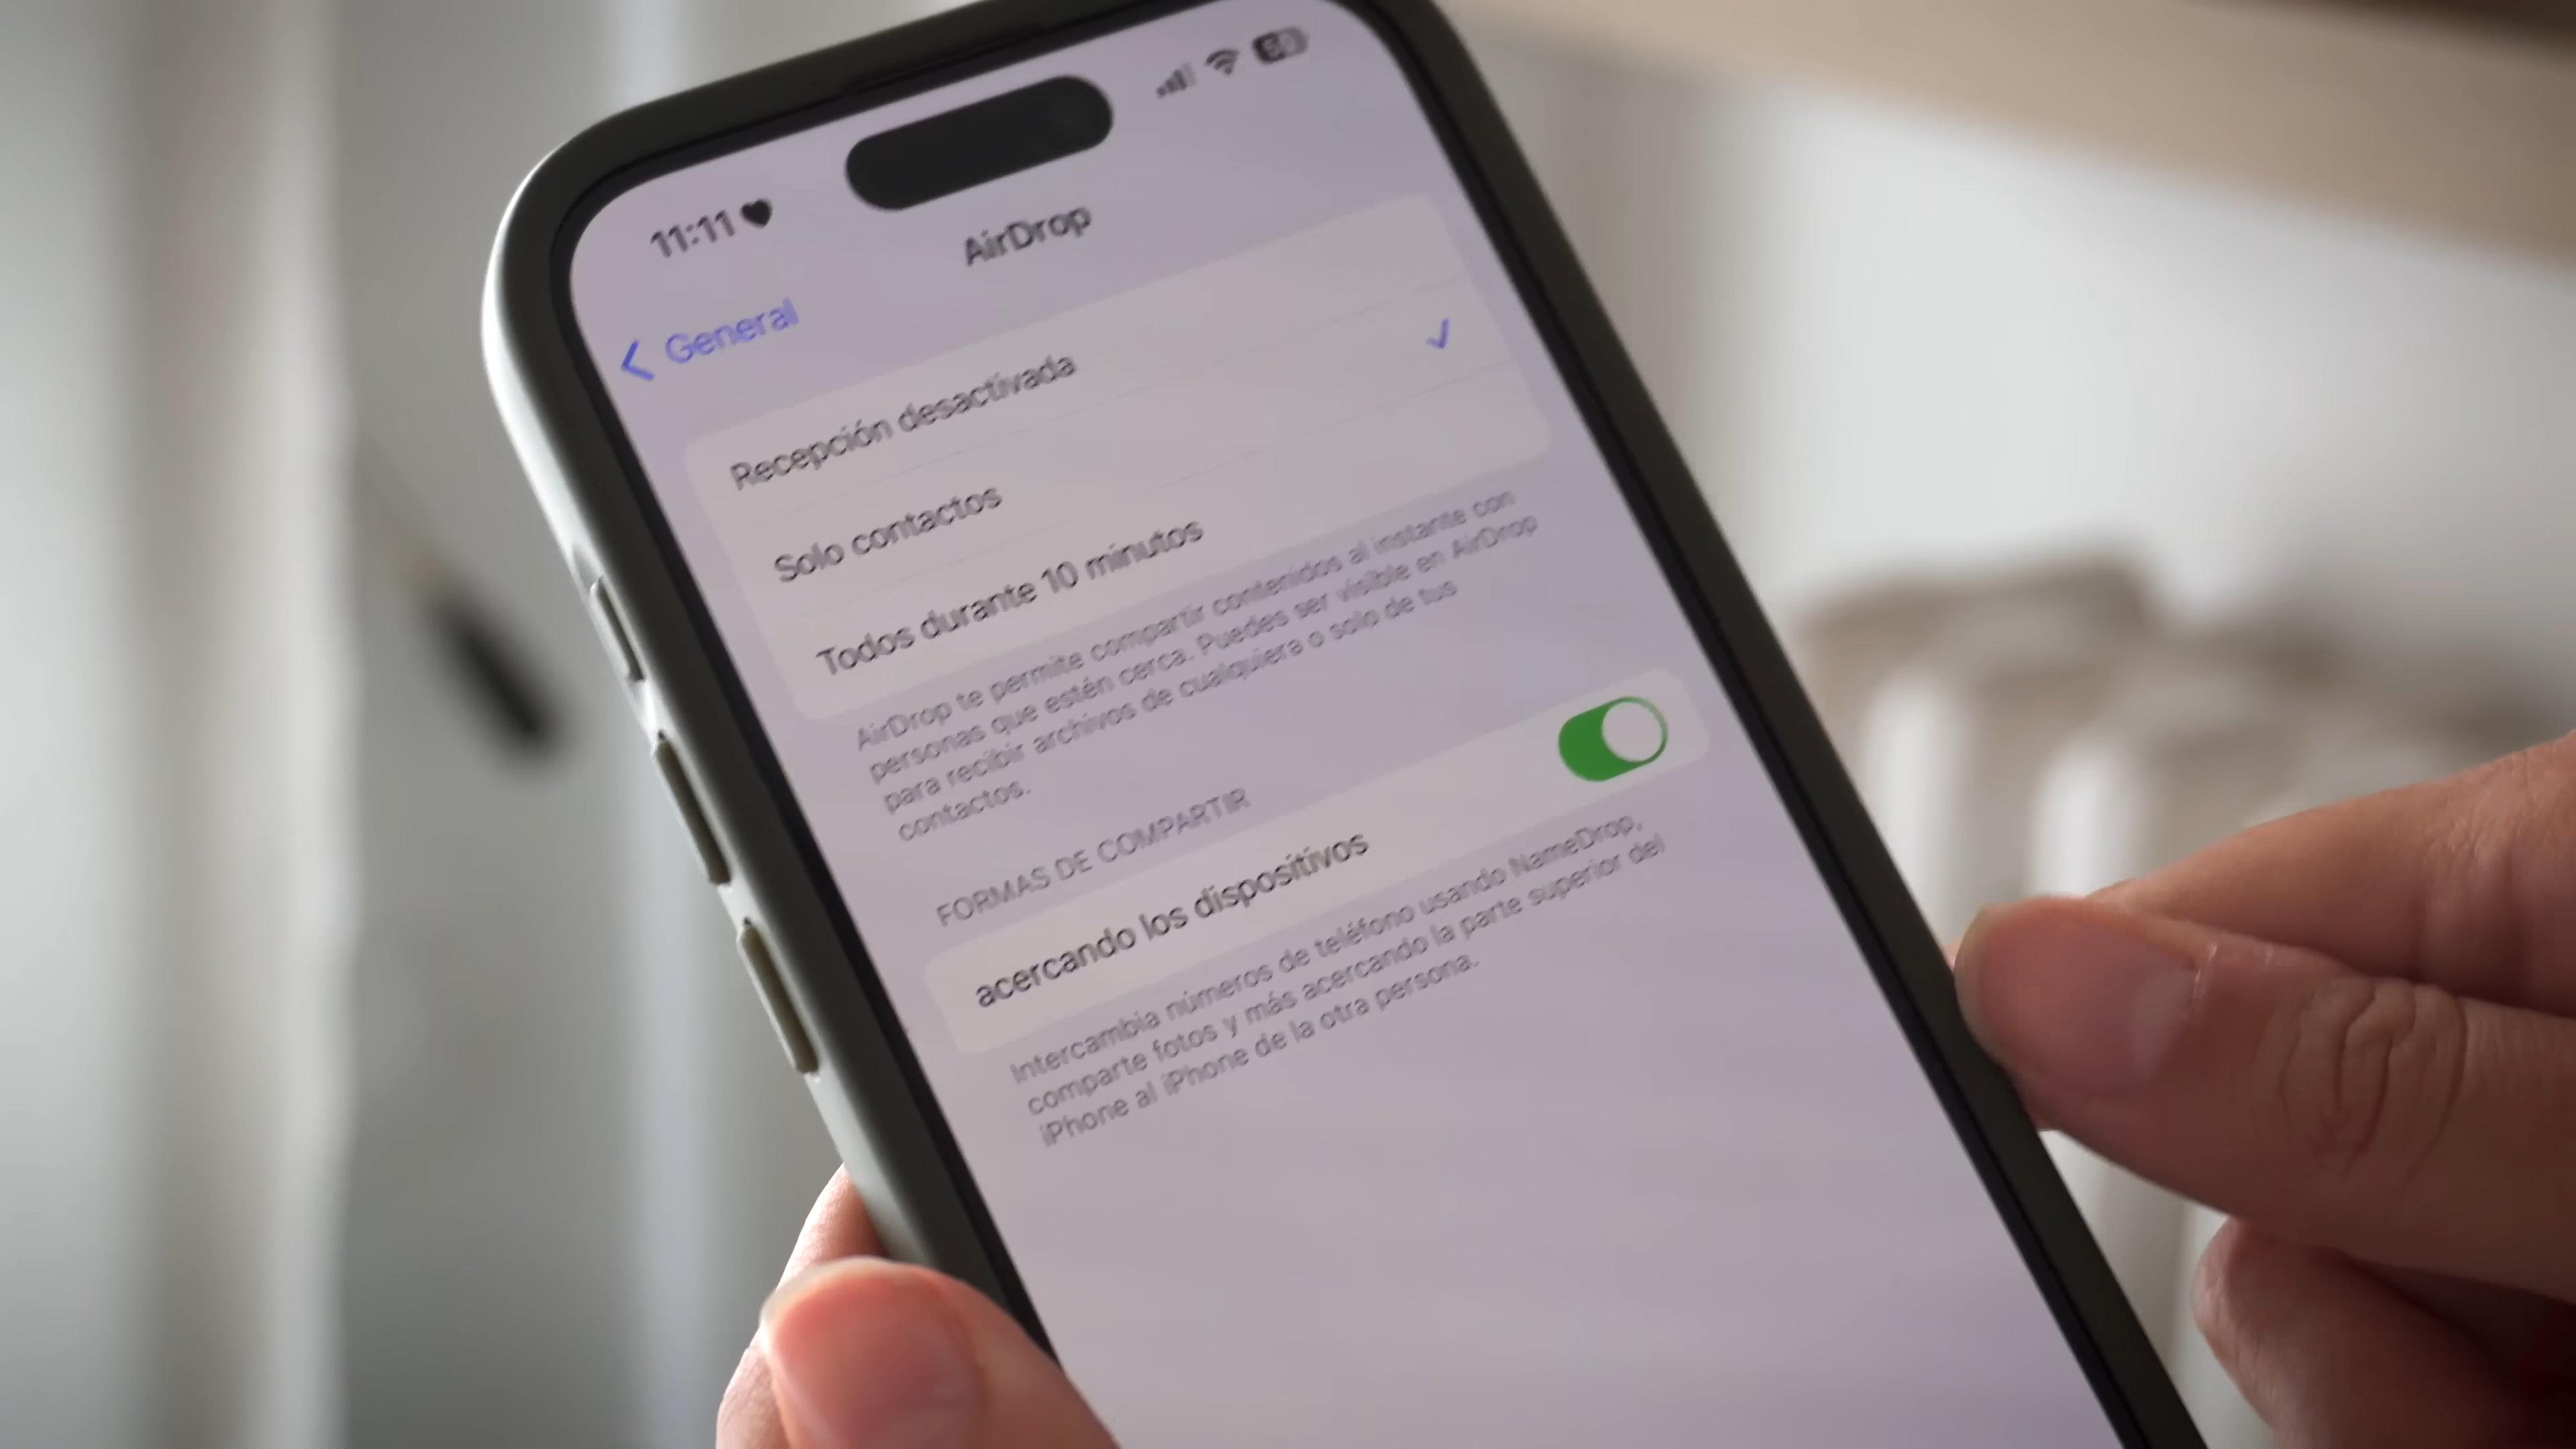 11:11
50
AirDrop
General
Recepción desactivada
Solo contactos
Todos durante 10 minutos
AirDrop te permite compartir contenidos al instante con
personas que estén cerca. Puedes ser visible en AirDrop
para recibir archivos de cualquiera o solo de tus
contactos.
FORMAS DE COMPARTIR
acercando los dispositivos
Intercambia números de teléfono usando NameDrop,
comparte fotos y más acercando la parte superior del
iPhone al iPhone de la otra persona.